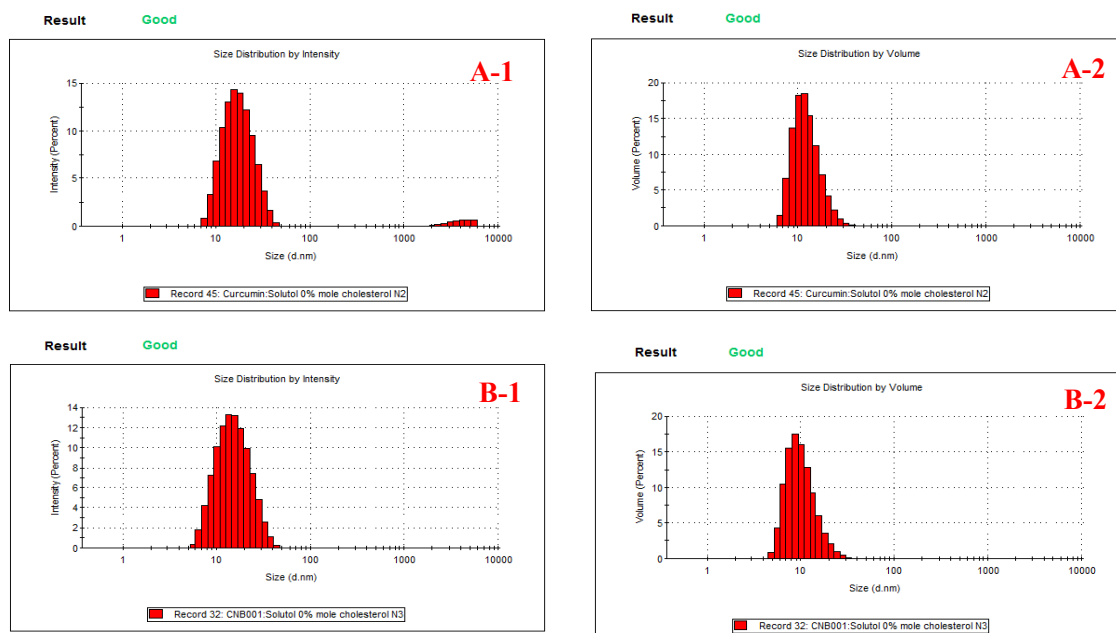 Result Good
Size Distribution by Intensity
A-1
15
10
5
0
Intensity (Percent)
1 10 100 1000 10000
Size (d.nm)
Record 45: Curcumin:Solutol 0% mole cholesterol N2
Result Good
Size Distribution by Volume
A-2
20
15
10
5
0
Volume (Percent)
1 10 100 1000 10000
Size (d.nm)
Record 45: Curcumin:Solutol 0% mole cholesterol N2
Result Good
Size Distribution by Intensity
B-1
14
12
10
8
6
4
2
0
Intensity (Percent)
1 10 100 1000 10000
Size (d.nm)
Record 32: CNB001:Solutol 0% mole cholesterol N3
Result Good
Size Distribution by Volume
B-2
20
15
10
5
0
Volume (Percent)
1 10 100 1000 10000
Size (d.nm)
Record 32: CNB001:Solutol 0% mole cholesterol N3